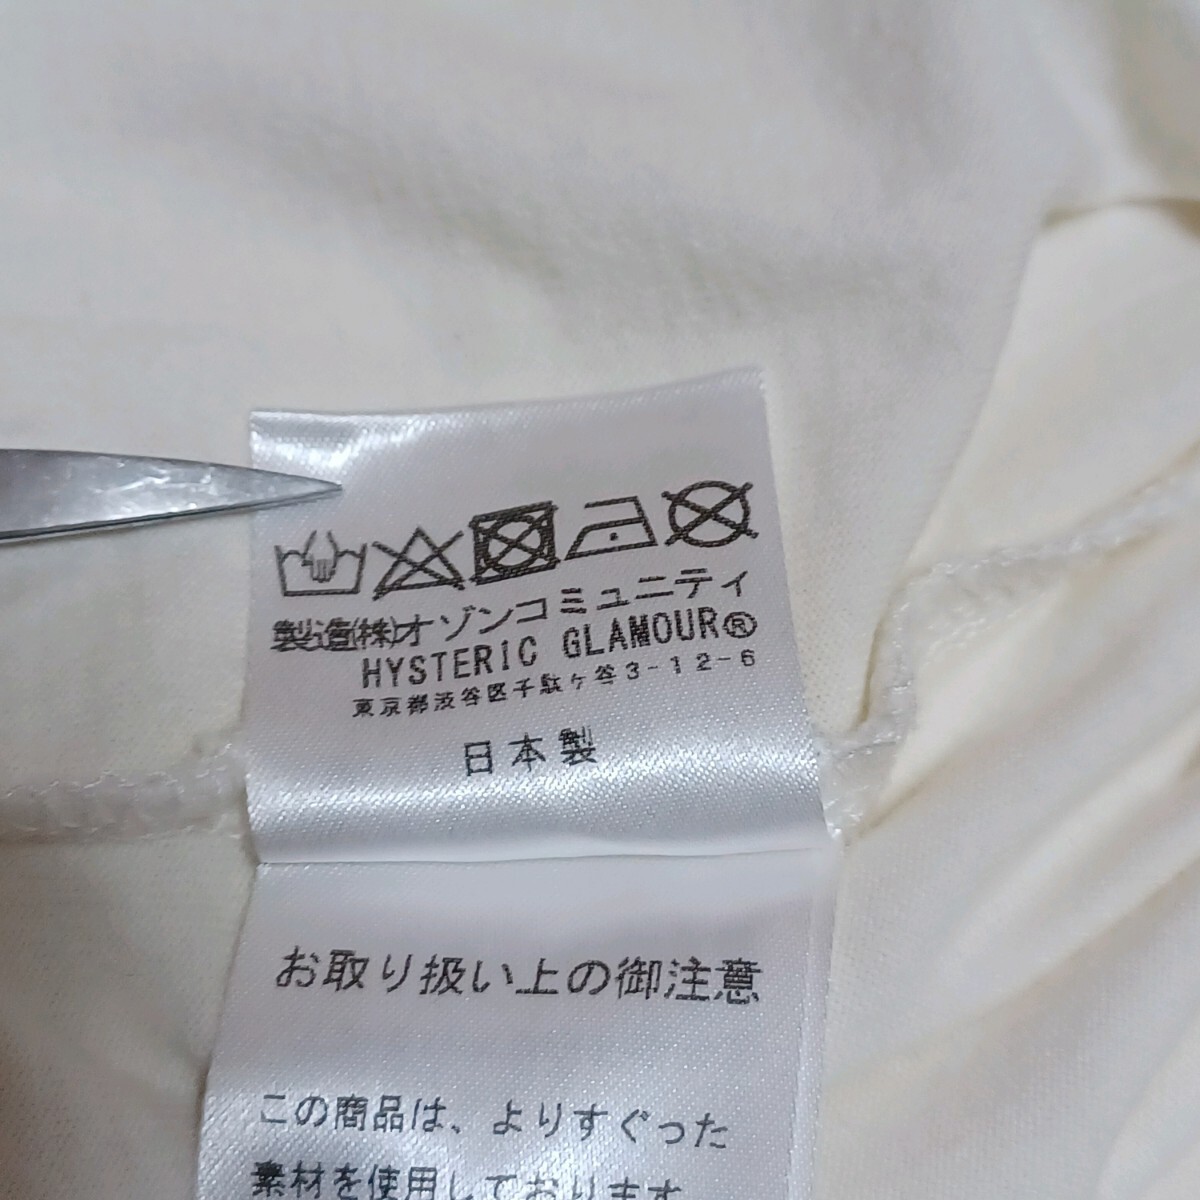 製造(株)オゾンコミュニティ
HYSTERIC GLAMOUR®
東京都渋谷区千駄ヶ谷3-12-6
日本製
お取り扱い上の御注意
この商品は、よりすぐった
素材を使用しております